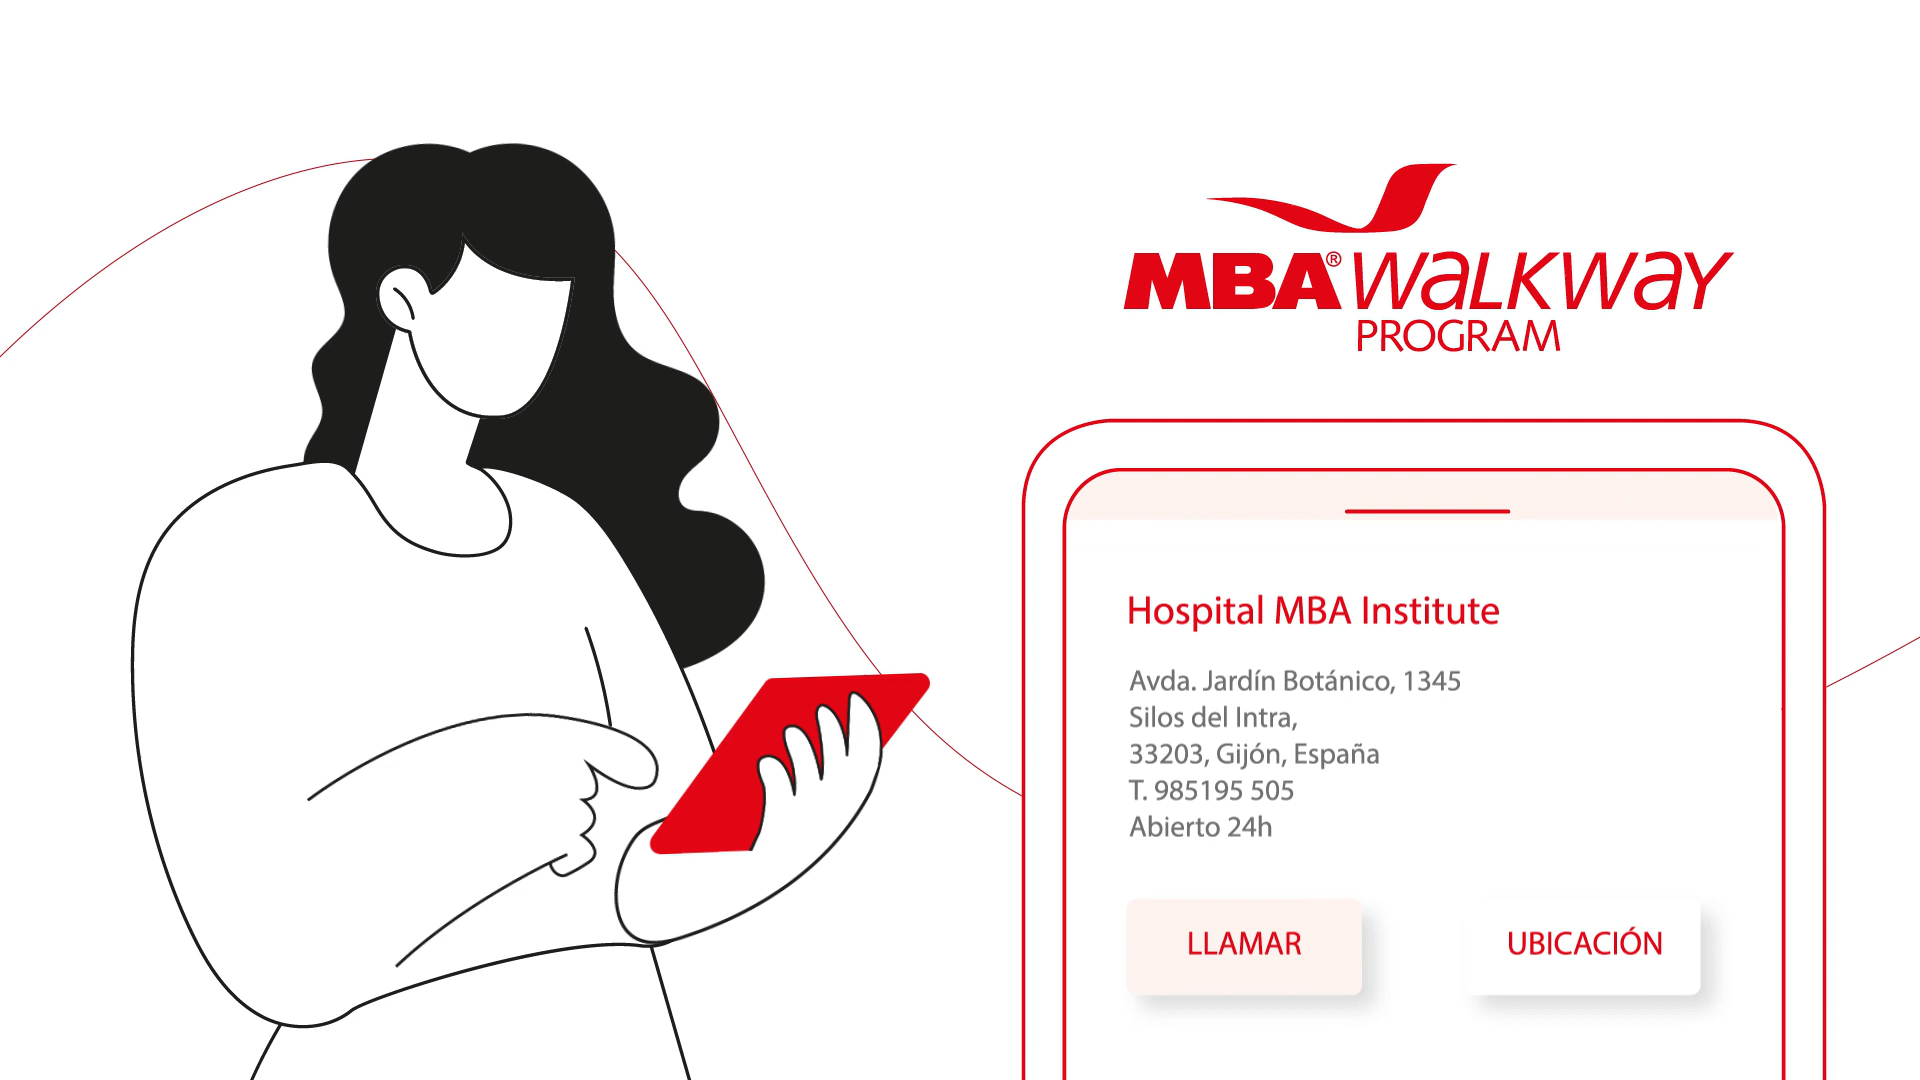 MBA® WALKWAY
PROGRAM
Hospital MBA Institute
Avda. Jardín Botánico, 1345
Silos del Intra,
33203, Gijón, España
T. 985195 505
Abierto 24h
LLAMAR
UBICACIÓN